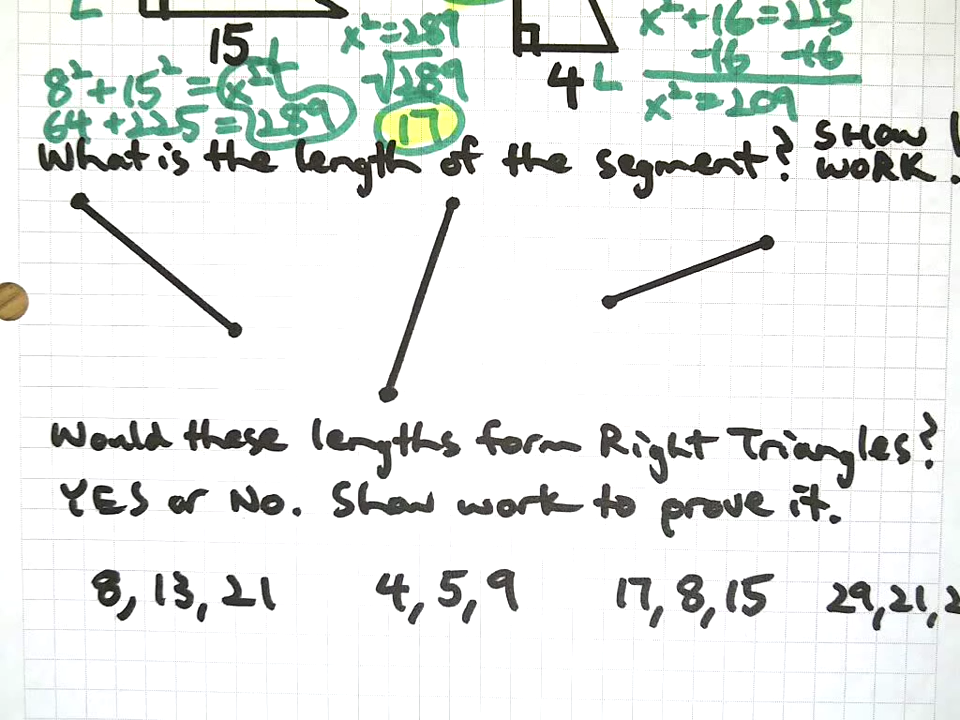 L
15
x²=289
4 L
x²+16=225
-16 -16
8²+15²=x²
√289
x²=209
64+225=289
17
What is the length of the segment? SHOW WORK!
Would these lengths form Right Triangles?
YES or No. Show work to prove it.
8, 13, 21 4, 5, 9 17, 8, 15 29, 21,